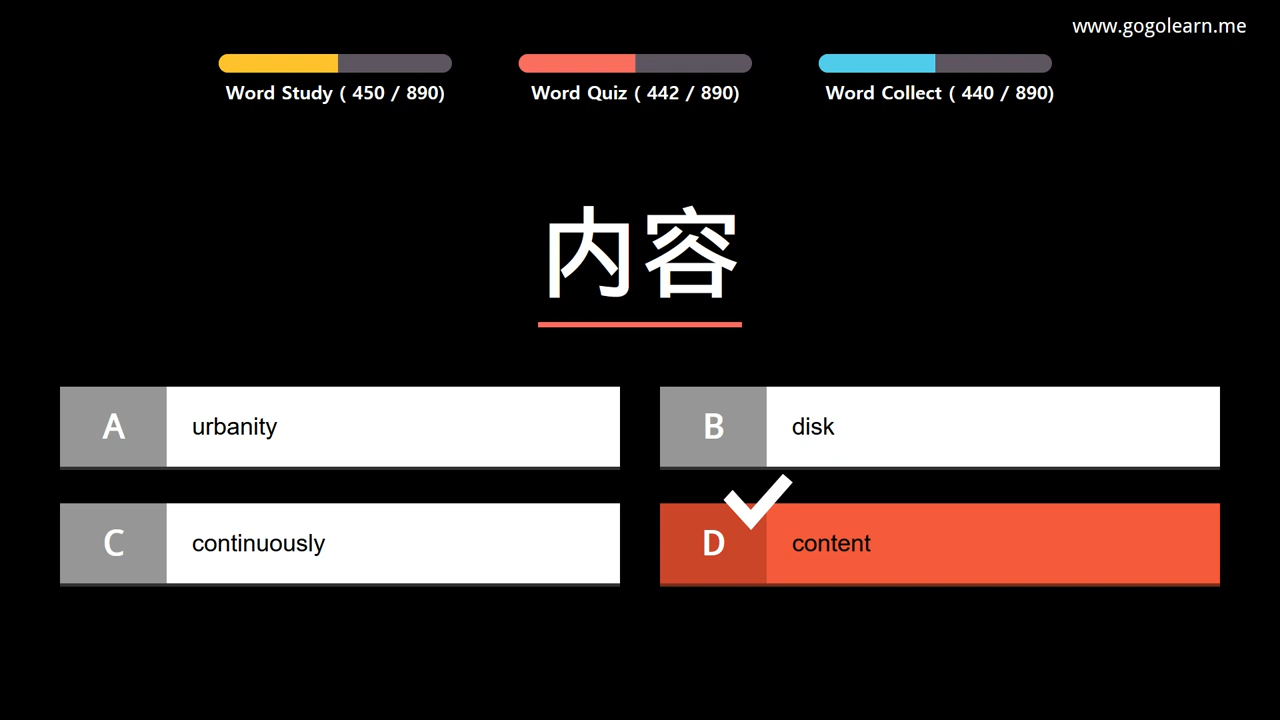 www.gogolearn.me
Word Study ( 450 / 890)
Word Quiz ( 442 / 890)
Word Collect ( 440 / 890)
内容
A urbanity
B disk
C continuously
D content